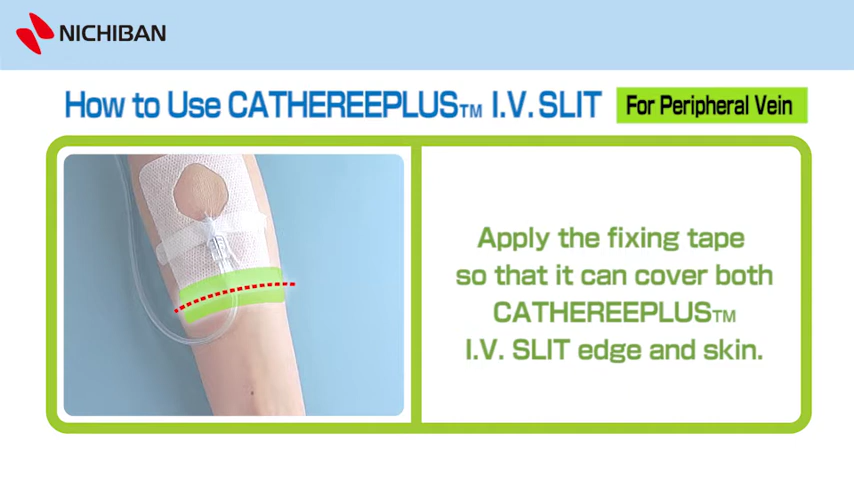 NICHIBAN
How to Use CATHEREEPLUS™ I.V. SLIT For Peripheral Vein
Apply the fixing tape
so that it can cover both
CATHEREEPLUS™
I.V. SLIT edge and skin.